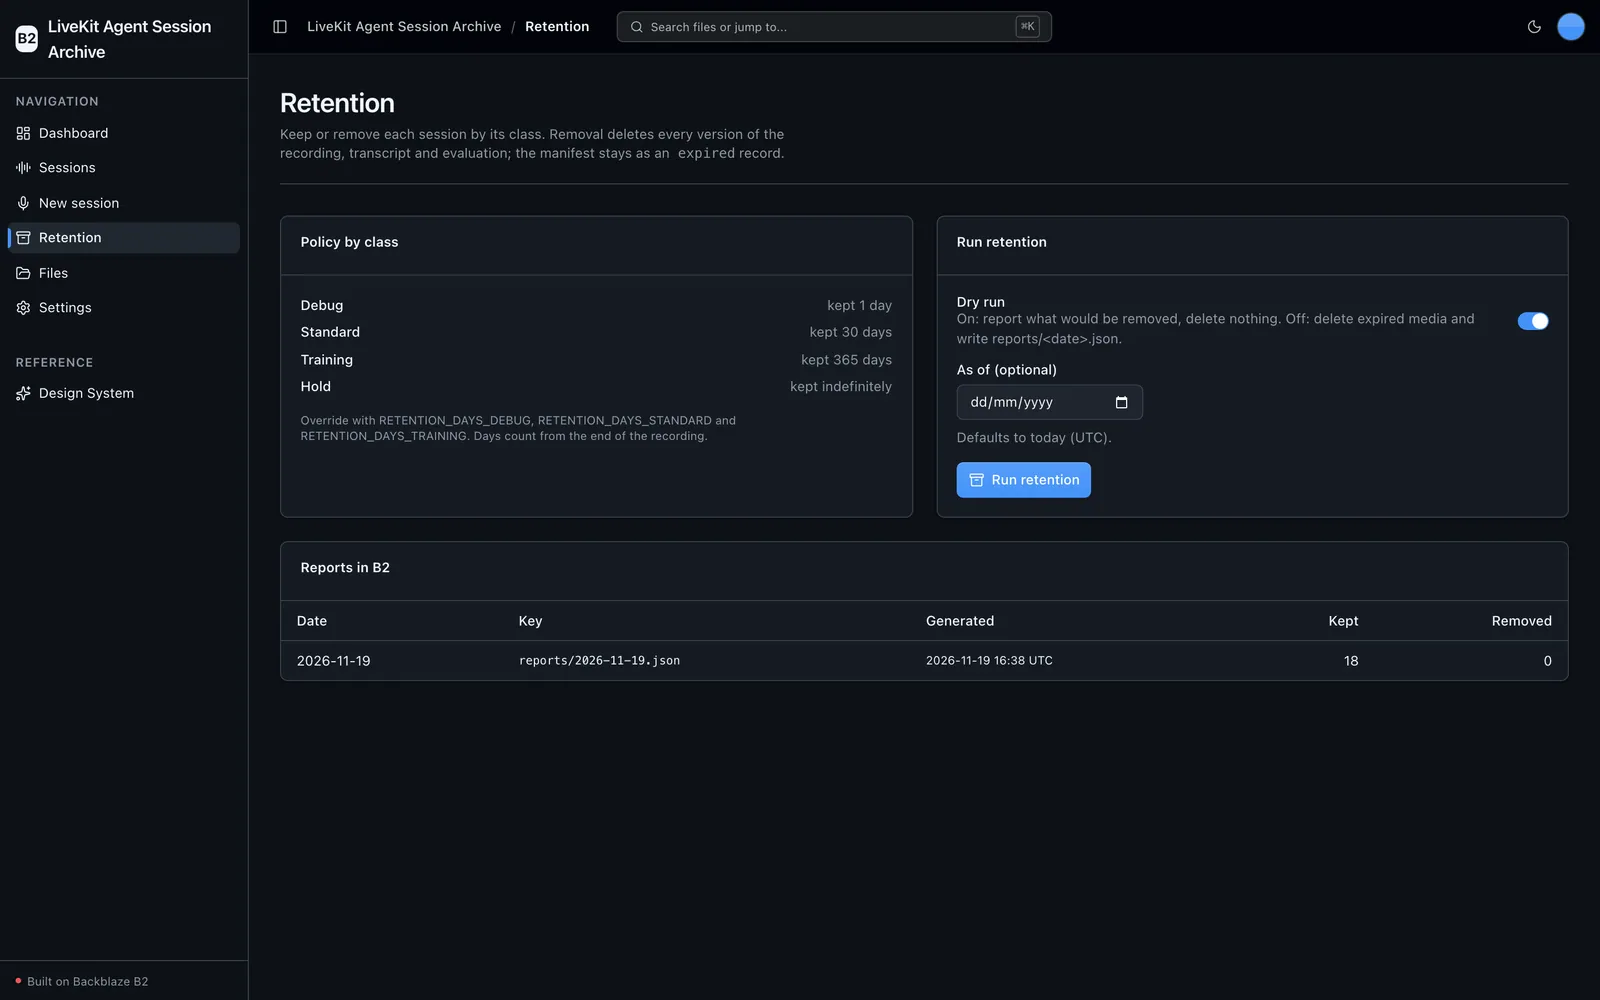 B2
LiveKit Agent Session
Archive
LiveKit Agent Session Archive / Retention
Search files or jump to...
⌘K
NAVIGATION
Dashboard
Sessions
New session
Retention
Files
Settings
REFERENCE
Design System
Built on Backblaze B2
Retention
Keep or remove each session by its class. Removal deletes every version of the
recording, transcript and evaluation; the manifest stays as an expired record.
Policy by class
Debug kept 1 day
Standard kept 30 days
Training kept 365 days
Hold kept indefinitely
Override with RETENTION_DAYS_DEBUG, RETENTION_DAYS_STANDARD and
RETENTION_DAYS_TRAINING. Days count from the end of the recording.
Run retention
Dry run
On: report what would be removed, delete nothing. Off: delete expired media and
write reports/<date>.json.
As of (optional)
dd/mm/yyyy
Defaults to today (UTC).
Run retention
Reports in B2
Date Key Generated Kept Removed
2026-11-19 reports/2026-11-19.json 2026-11-19 16:38 UTC 18 0